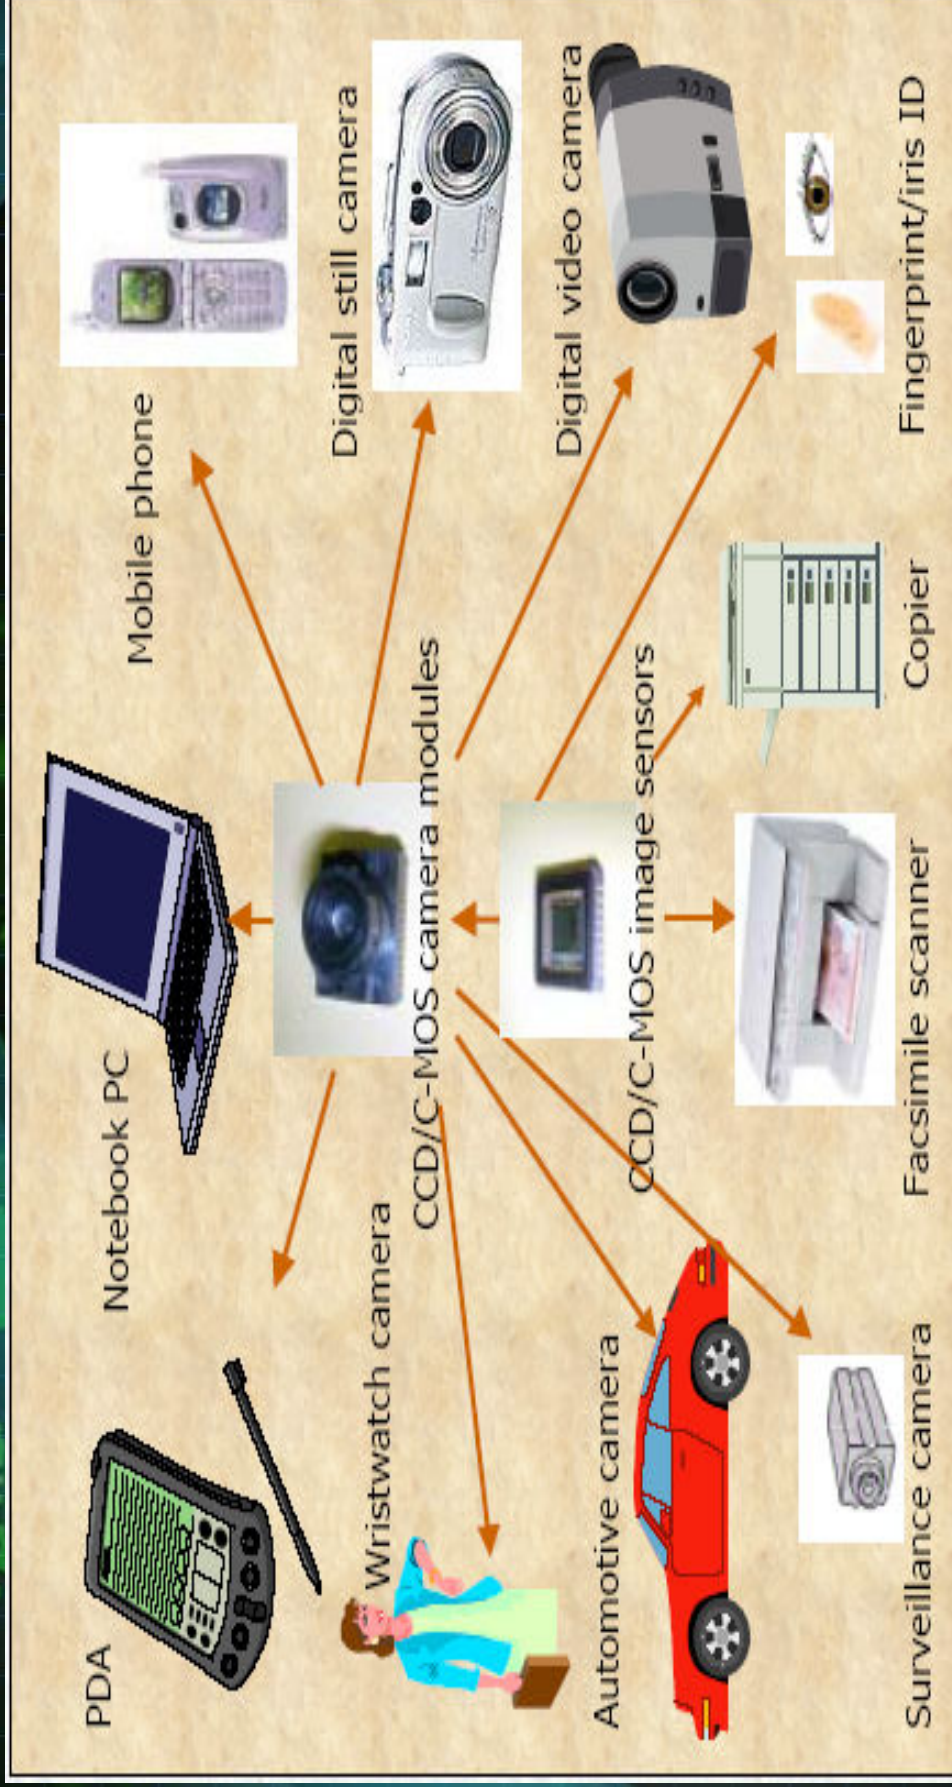 PDA
Notebook PC
Mobile phone
Wristwatch camera
Digital still camera
CCD/C-MOS camera modules
Automotive camera
Digital video camera
CCD/C-MOS image sensors
Surveillance camera
Facsimile scanner
Copier
Fingerprint/iris ID